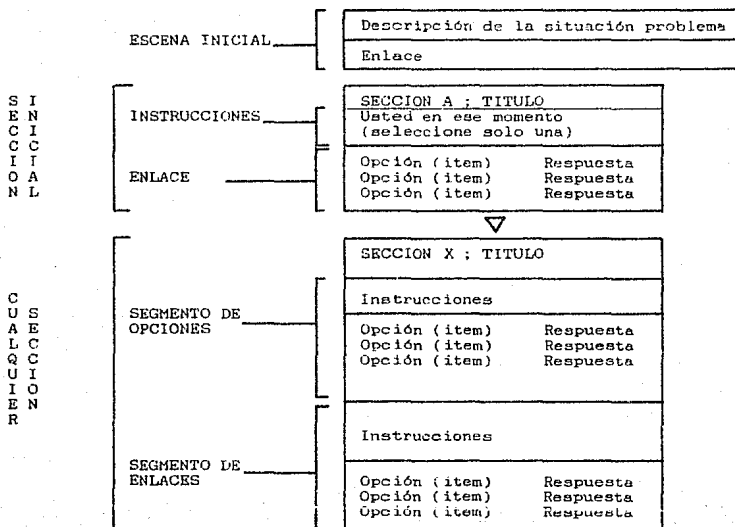 ESCENA INICIAL
Descripción de la situación problema
Enlace
SECCION INICIAL
INSTRUCCIONES
SECCION A ; TITULO
Usted en ese momento
(seleccione solo una)
ENLACE
Opción (item) Respuesta
Opción (item) Respuesta
Opción (item) Respuesta
CUALQUIER SECCION
SECCION X ; TITULO
SEGMENTO DE
OPCIONES
Instrucciones
Opción (item) Respuesta
Opción (item) Respuesta
Opción (item) Respuesta
SEGMENTO DE
ENLACES
Instrucciones
Opción (item) Respuesta
Opción (item) Respuesta
Opción (item) Respuesta